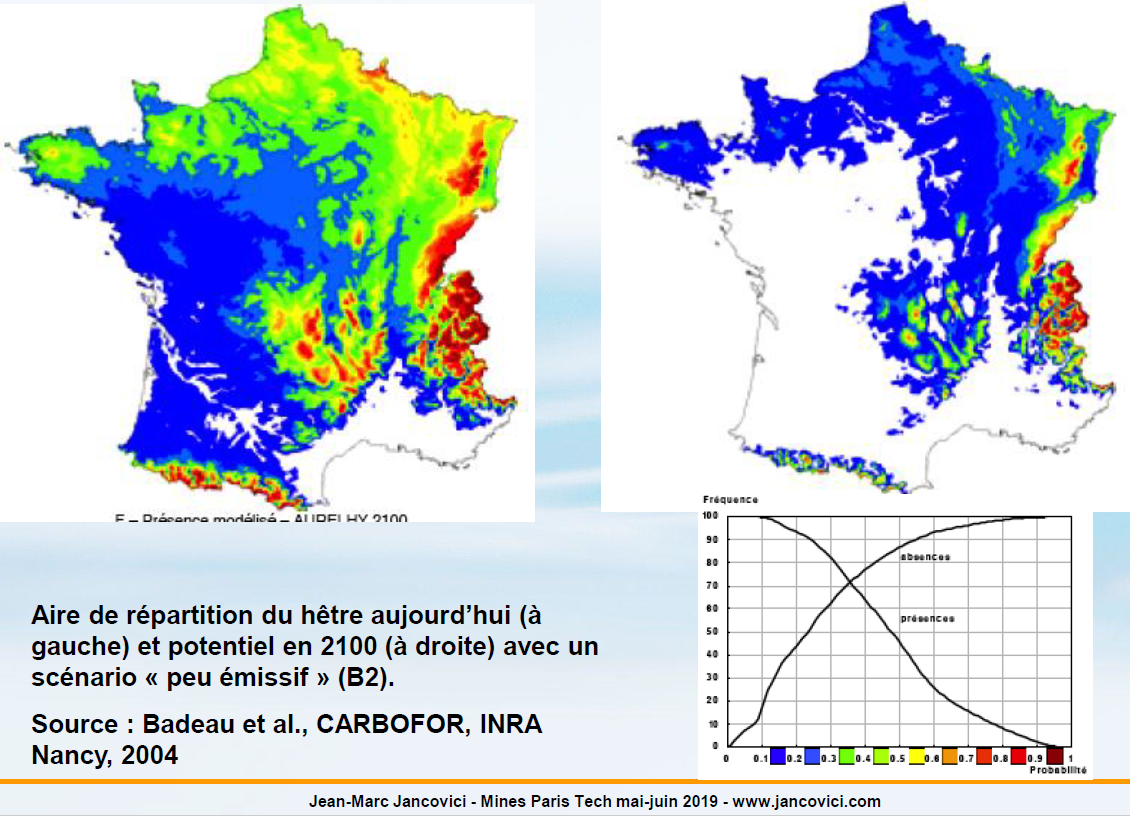 F – Présence modélisé – AURELHY 2100
Fréquence
100
90
80
70
60
50
40
30
20
10
0
absences
présences
0 0.1 0.2 0.3 0.4 0.5 0.6 0.7 0.8 0.9 1
Probabilité
Aire de répartition du hêtre aujourd’hui (à
gauche) et potentiel en 2100 (à droite) avec un
scénario « peu émissif » (B2).
Source : Badeau et al., CARBOFOR, INRA
Nancy, 2004
Jean-Marc Jancovici - Mines Paris Tech mai-juin 2019 - www.jancovici.com